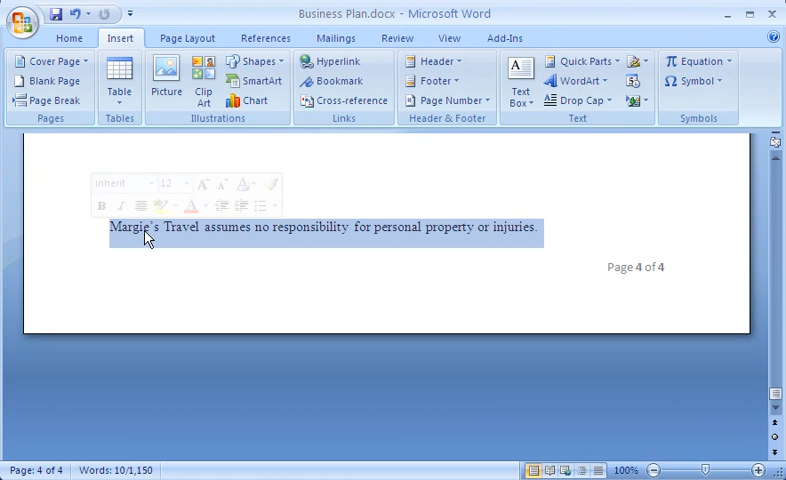 Business Plan.docx - Microsoft Word
Home Insert Page Layout References Mailings Review View Add-Ins
Cover Page
Blank Page
Page Break
Pages
Table
Tables
Picture
Clip Art
Shapes
SmartArt
Chart
Illustrations
Hyperlink
Bookmark
Cross-reference
Links
Header
Footer
Page Number
Header & Footer
Text Box
Quick Parts
WordArt
Drop Cap
Text
Equation
Symbol
Symbols
inherit 12
Margie's Travel assumes no responsibility for personal property or injuries.
Page 4 of 4
Page: 4 of 4 Words: 10/1,150 100%